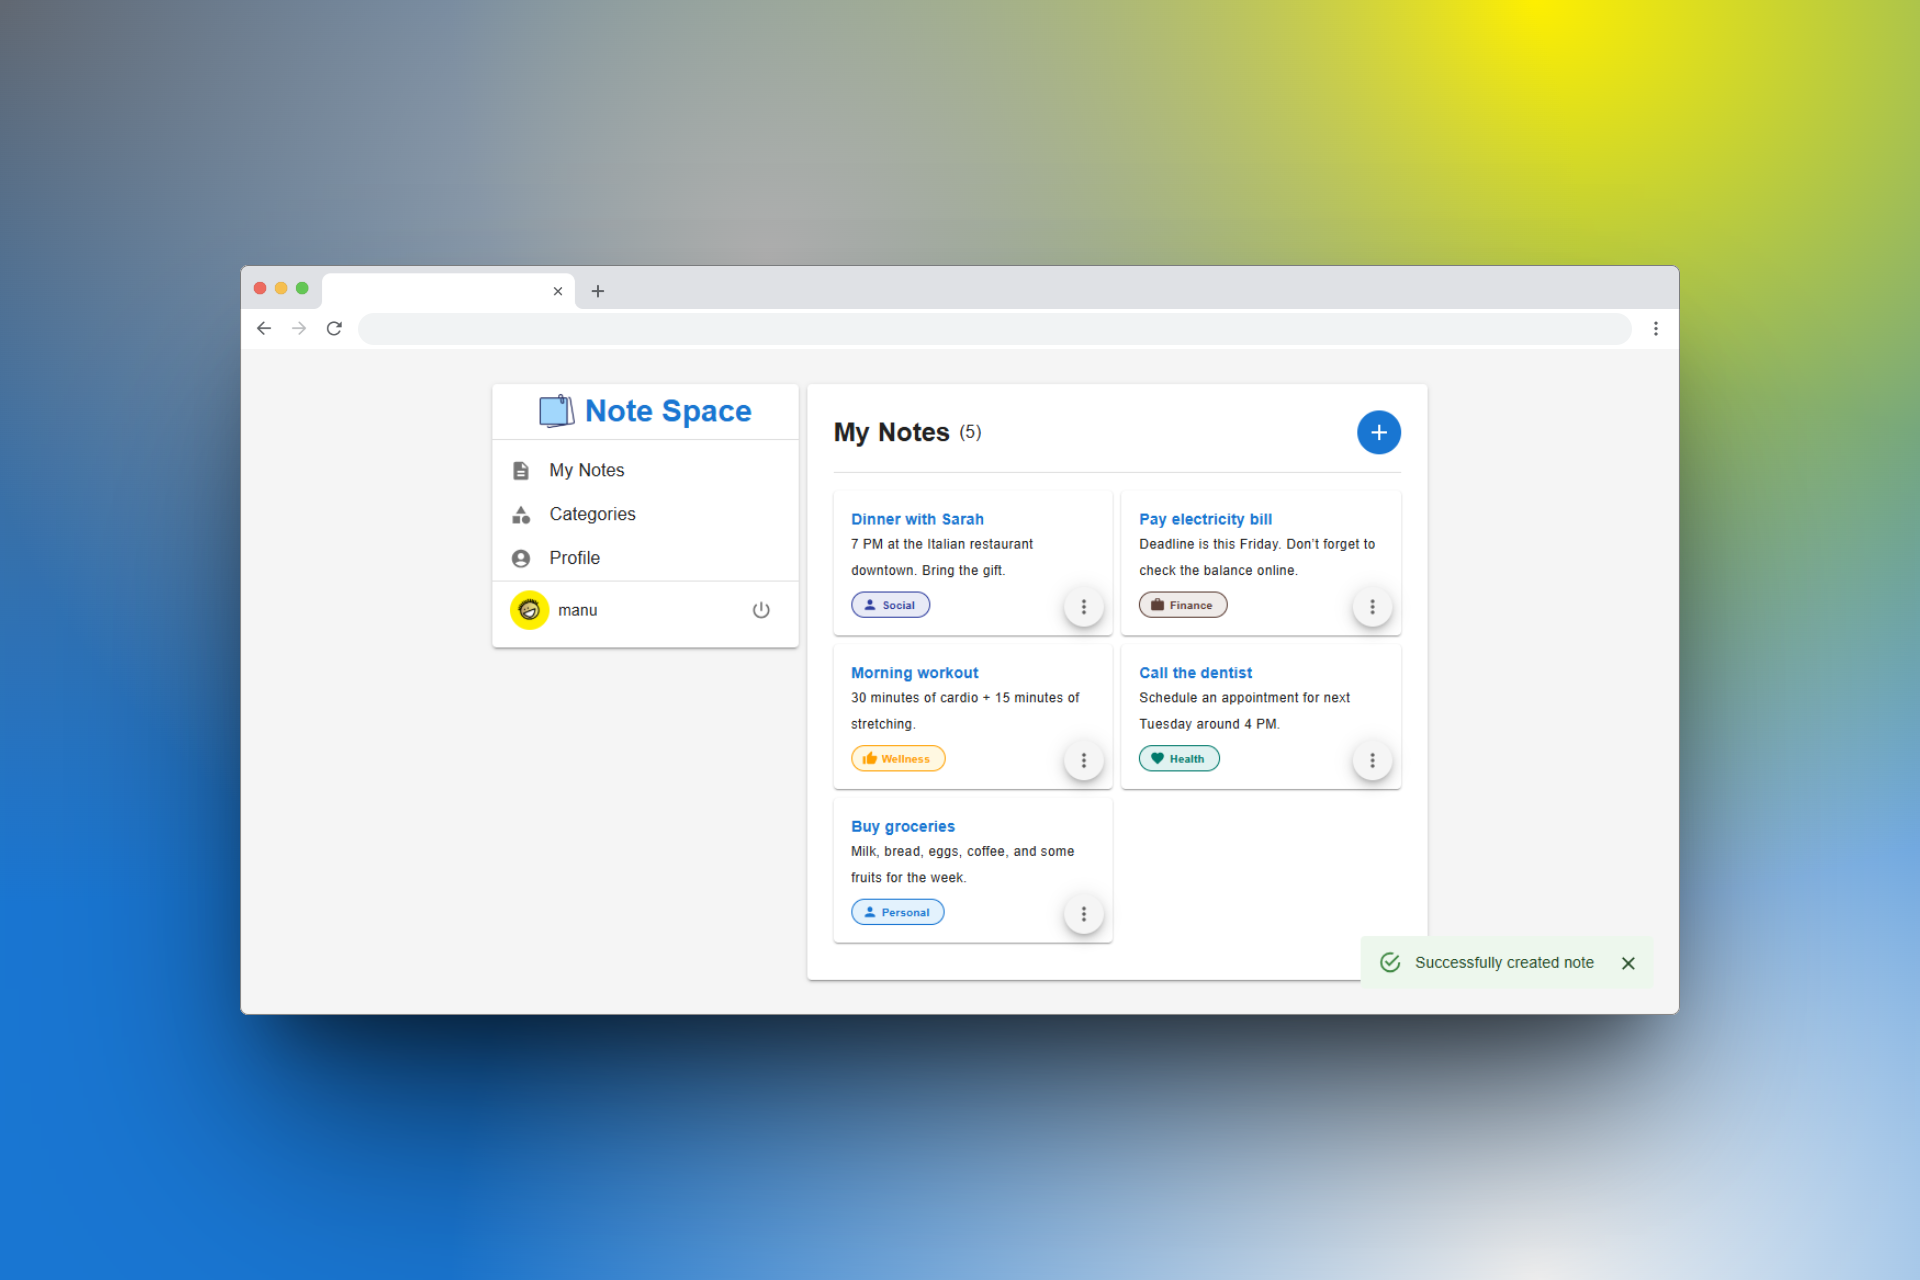 Note Space
My Notes
Categories
Profile
manu
My Notes (5)
Dinner with Sarah
7 PM at the Italian restaurant
downtown. Bring the gift.
Social
Pay electricity bill
Deadline is this Friday. Don't forget to
check the balance online.
Finance
Morning workout
30 minutes of cardio + 15 minutes of
stretching.
Wellness
Call the dentist
Schedule an appointment for next
Tuesday around 4 PM.
Health
Buy groceries
Milk, bread, eggs, coffee, and some
fruits for the week.
Personal
Successfully created note